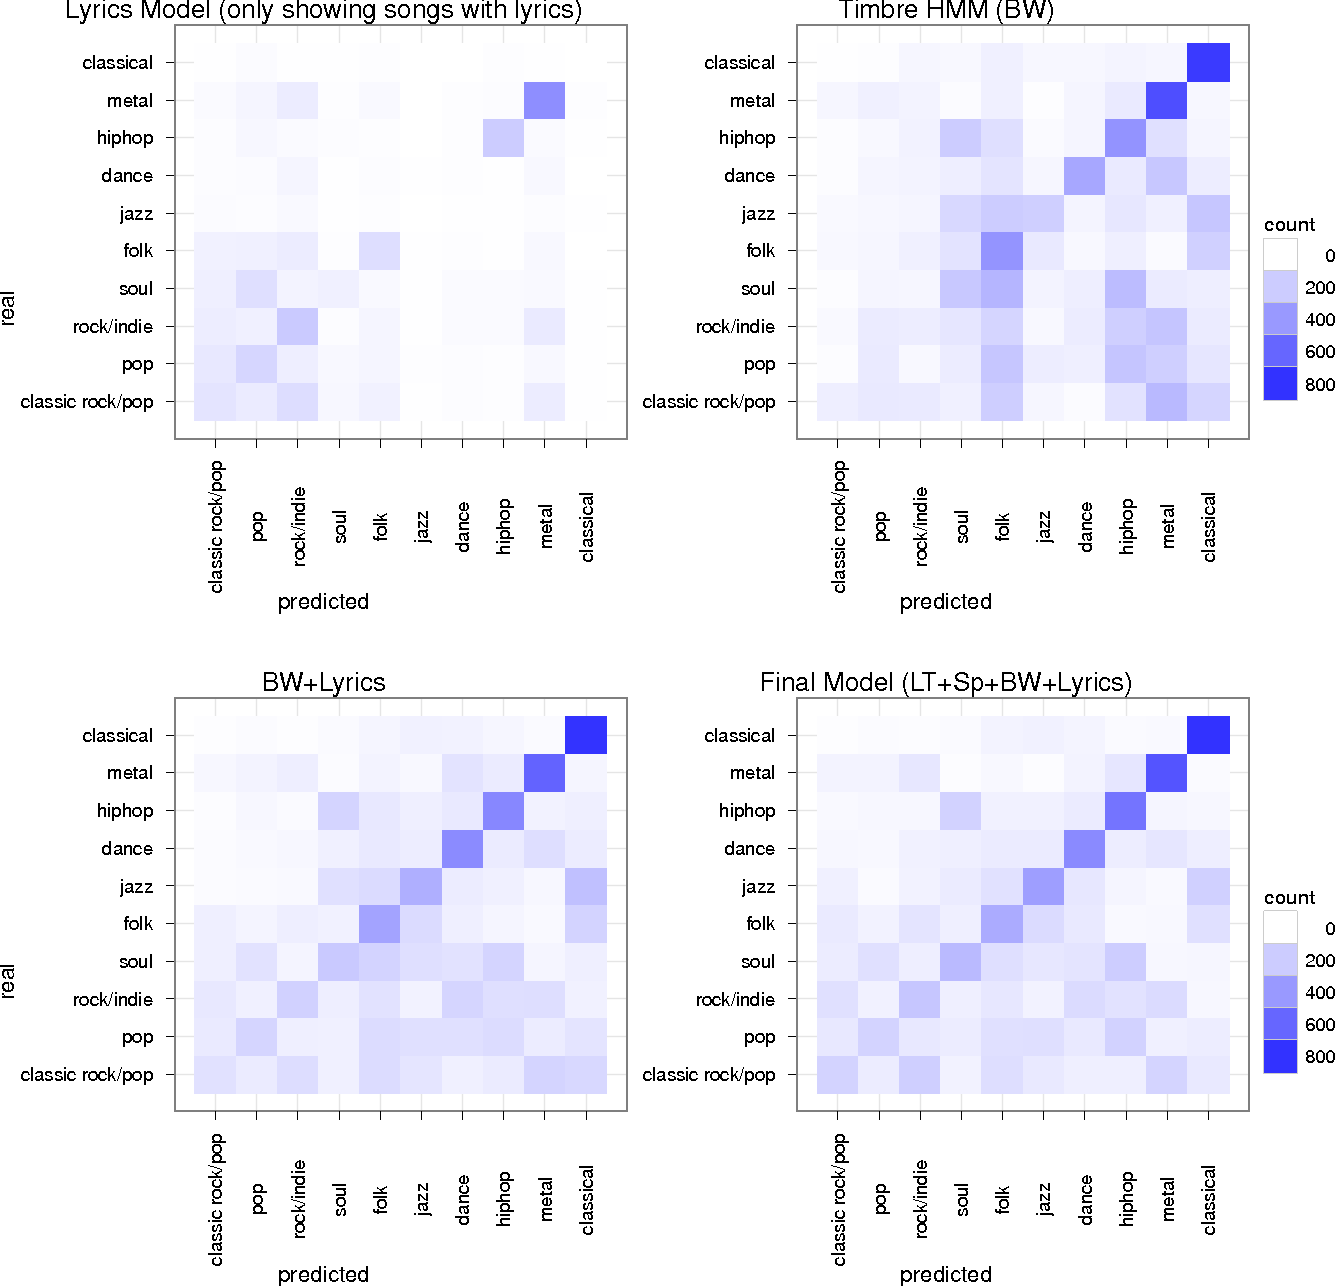 Lyrics Model (only showing songs with lyrics)
classical
metal
hiphop
dance
jazz
folk
soul
rock/indie
pop
classic rock/pop
real
classic rock/pop
pop
rock/indie
soul
folk
jazz
dance
hiphop
metal
classical
predicted
Timbre HMM (BW)
classical
metal
hiphop
dance
jazz
folk
soul
rock/indie
pop
classic rock/pop
classic rock/pop
pop
rock/indie
soul
folk
jazz
dance
hiphop
metal
classical
predicted
count
0
200
400
600
800
BW+Lyrics
classical
metal
hiphop
dance
jazz
folk
soul
rock/indie
pop
classic rock/pop
real
classic rock/pop
pop
rock/indie
soul
folk
jazz
dance
hiphop
metal
classical
predicted
Final Model (LT+Sp+BW+Lyrics)
classical
metal
hiphop
dance
jazz
folk
soul
rock/indie
pop
classic rock/pop
classic rock/pop
pop
rock/indie
soul
folk
jazz
dance
hiphop
metal
classical
predicted
count
0
200
400
600
800